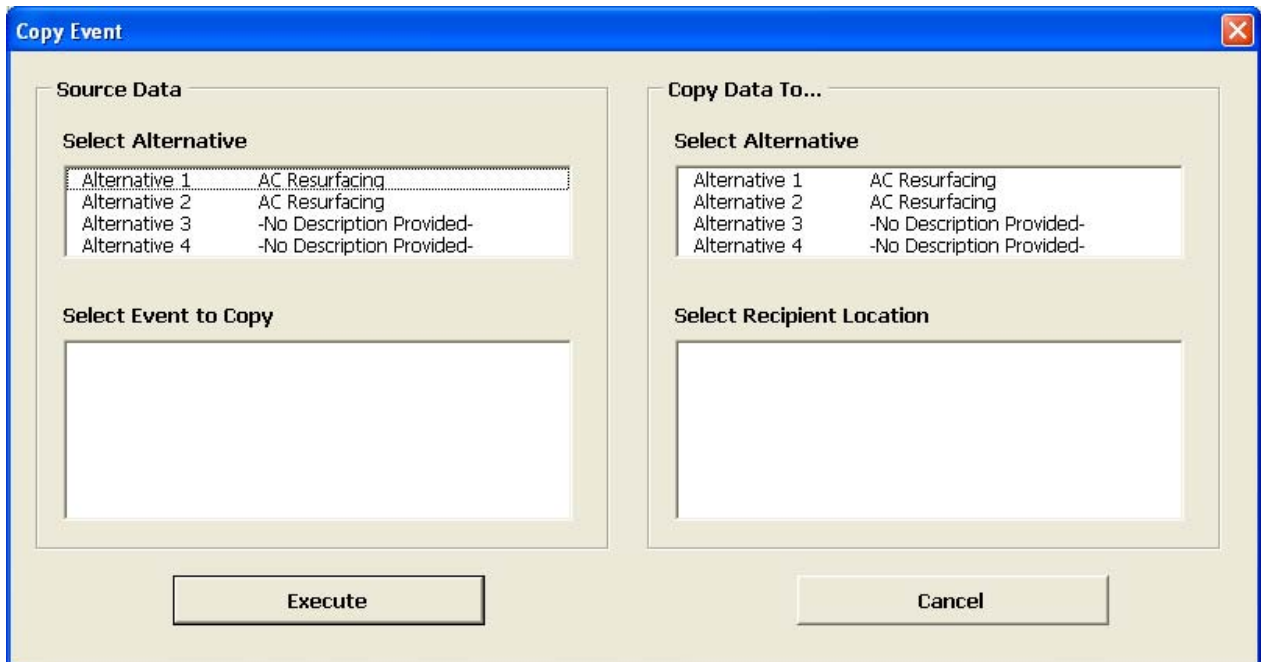 Copy Event
Source Data
Select Alternative
Alternative 1 AC Resurfacing
Alternative 2 AC Resurfacing
Alternative 3 -No Description Provided-
Alternative 4 -No Description Provided-
Select Event to Copy
Copy Data To...
Select Alternative
Alternative 1 AC Resurfacing
Alternative 2 AC Resurfacing
Alternative 3 -No Description Provided-
Alternative 4 -No Description Provided-
Select Recipient Location
Execute
Cancel